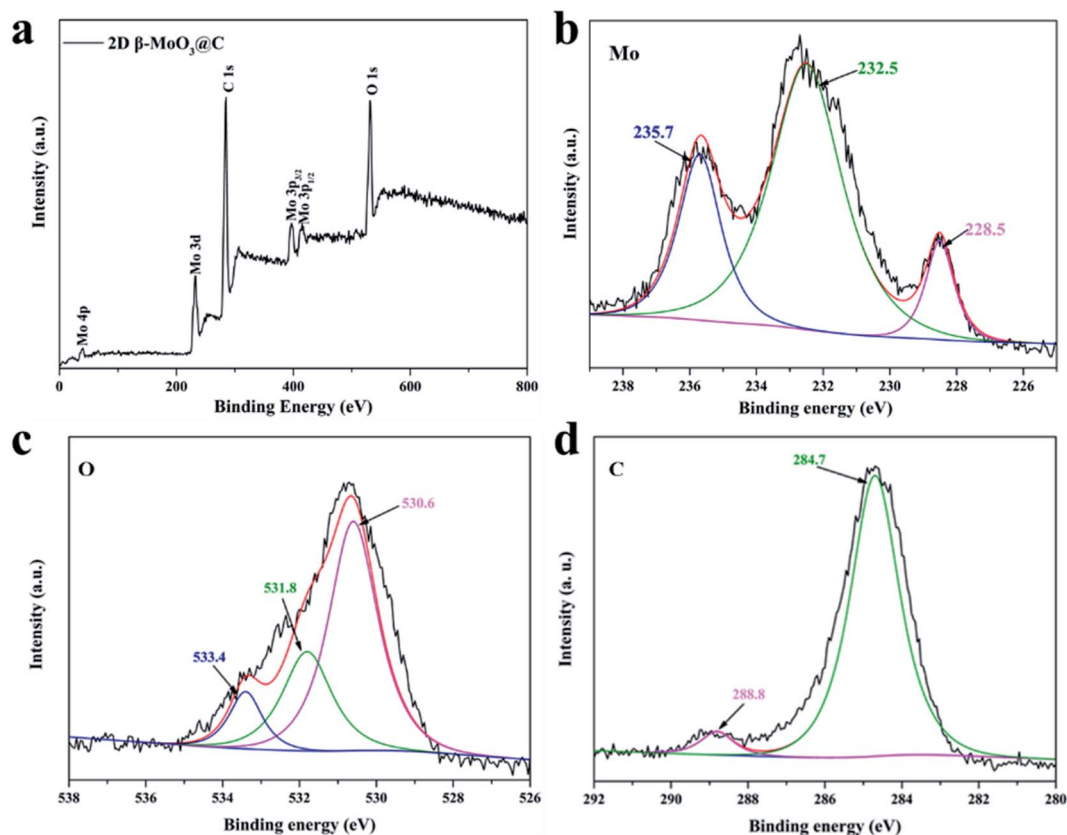 a
2D β-MoO3@C
Mo 4p
Mo 3d
C 1s
Mo 3p3/2
Mo 3p1/2
O 1s
Intensity (a.u.)
0 200 400 600 800
Binding Energy (eV)
b
Mo
235.7
232.5
228.5
Intensity (a.u.)
238 236 234 232 230 228 226
Binding energy (eV)
c
O
533.4
531.8
530.6
Intensity (a.u.)
538 536 534 532 530 528 526
Binding energy (eV)
d
C
288.8
284.7
Intensity (a. u.)
292 290 288 286 284 282 280
Binding energy (eV)